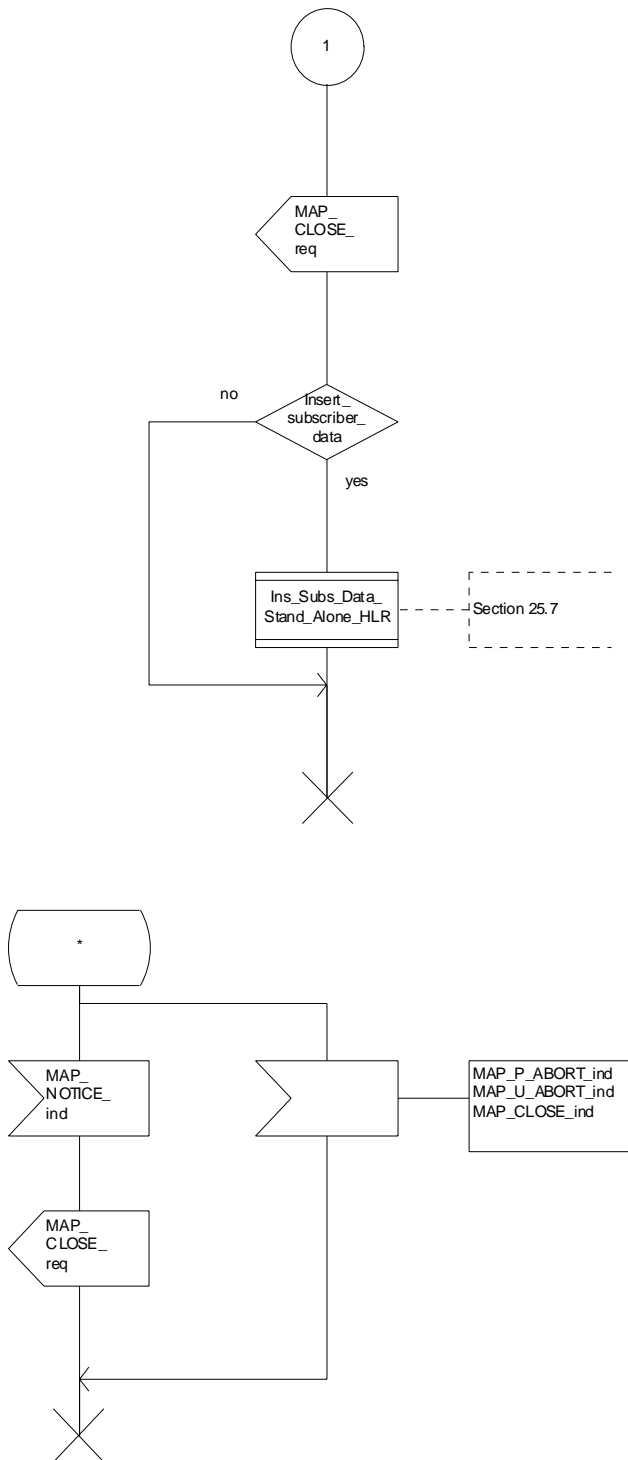 1
MAP_
CLOSE_
req
no
Insert_
subscriber_
data
yes
Ins_Subs_Data_
Stand_Alone_HLR
Section 25.7
*
MAP_
NOTICE_
ind
MAP_P_ABORT_ind
MAP_U_ABORT_ind
MAP_CLOSE_ind
MAP_
CLOSE_
req